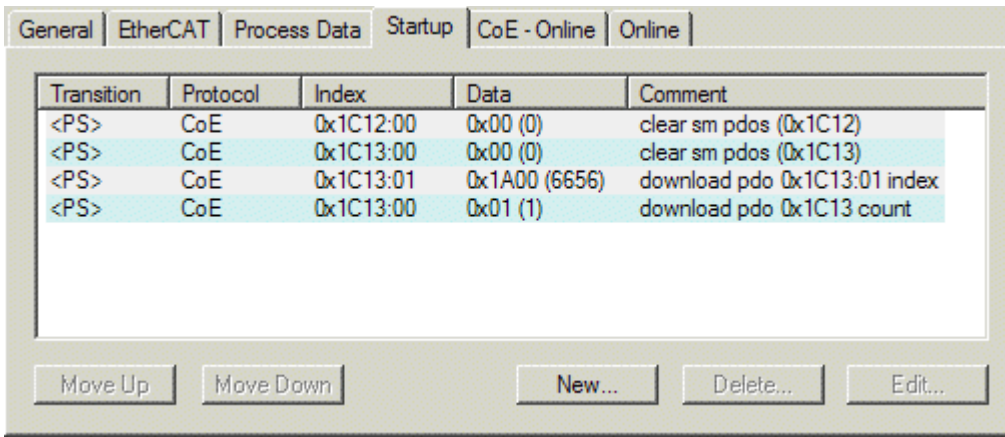 General EtherCAT Process Data Startup CoE - Online Online
Transition Protocol Index Data Comment
<PS> CoE 0x1C12:00 0x00 (0) clear sm pdos (0x1C12)
<PS> CoE 0x1C13:00 0x00 (0) clear sm pdos (0x1C13)
<PS> CoE 0x1C13:01 0x1A00 (6656) download pdo 0x1C13:01 index
<PS> CoE 0x1C13:00 0x01 (1) download pdo 0x1C13 count
Move Up Move Down New... Delete... Edit...